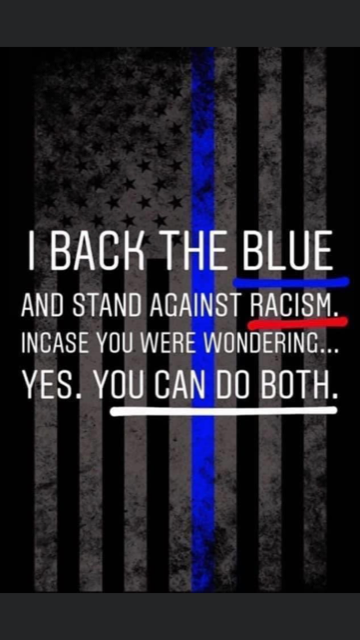 I BACK THE BLUE
AND STAND AGAINST RACISM.
INCASE YOU WERE WONDERING...
YES. YOU CAN DO BOTH.